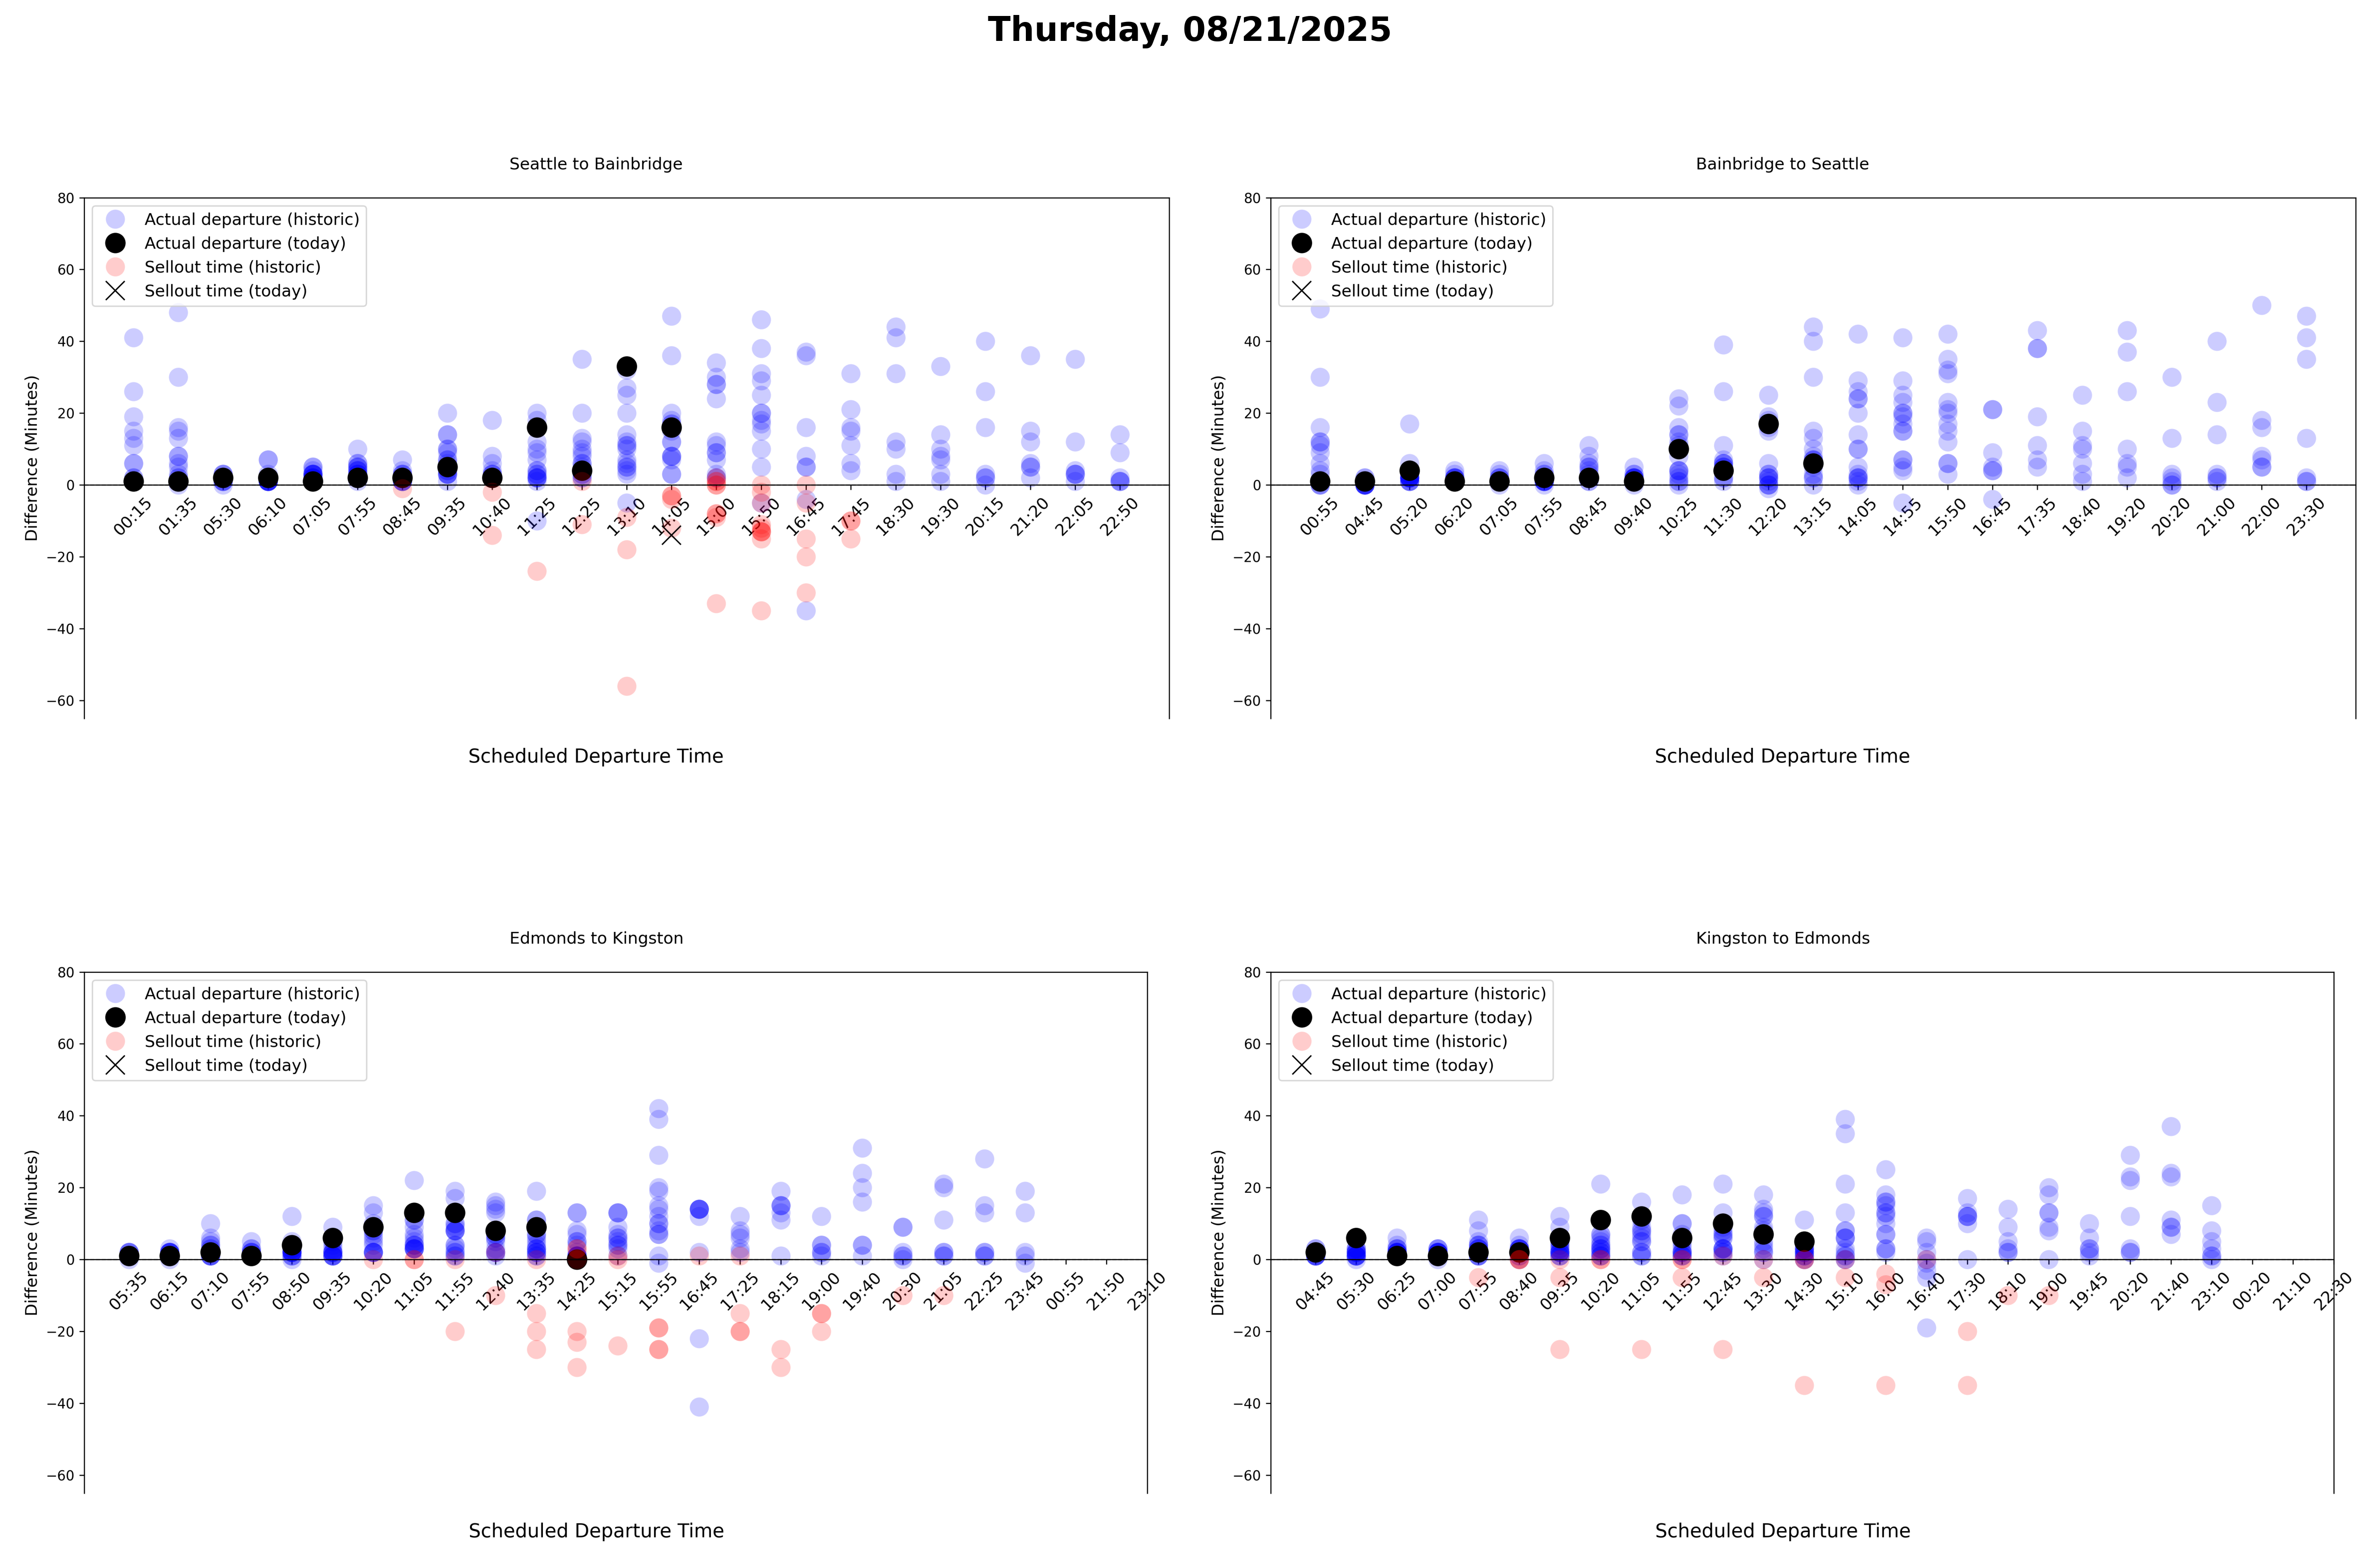 Thursday, 08/21/2025
Seattle to Bainbridge
80
60
40
20
0
−20
−40
−60
Difference (Minutes)
Actual departure (historic)
Actual departure (today)
Sellout time (historic)
Sellout time (today)
00:15 01:35 05:30 06:10 07:05 07:55 08:45 09:35 10:40 11:25 12:25 13:10 14:05 15:00 15:50 16:45 17:45 18:30 19:30 20:15 21:20 22:05 22:50
Scheduled Departure Time
Bainbridge to Seattle
80
60
40
20
0
−20
−40
−60
Difference (Minutes)
Actual departure (historic)
Actual departure (today)
Sellout time (historic)
Sellout time (today)
00:55 04:45 05:20 06:20 07:05 07:55 08:45 09:40 10:25 11:30 12:20 13:15 14:05 14:55 15:50 16:45 17:35 18:40 19:20 20:20 21:00 22:00 23:30
Scheduled Departure Time
Edmonds to Kingston
80
60
40
20
0
−20
−40
−60
Difference (Minutes)
Actual departure (historic)
Actual departure (today)
Sellout time (historic)
Sellout time (today)
05:35 06:15 07:10 07:55 08:50 09:35 10:20 11:05 11:55 12:40 13:35 14:25 15:15 15:55 16:45 17:25 18:15 19:00 19:40 20:30 21:05 22:25 23:45 00:55 21:50 23:10
Scheduled Departure Time
Kingston to Edmonds
80
60
40
20
0
−20
−40
−60
Difference (Minutes)
Actual departure (historic)
Actual departure (today)
Sellout time (historic)
Sellout time (today)
04:45 05:30 06:25 07:00 07:55 08:40 09:35 10:20 11:05 11:55 12:45 13:30 14:30 15:10 16:00 16:40 17:30 18:10 19:00 19:45 20:20 21:40 23:10 00:20 21:10 22:30
Scheduled Departure Time